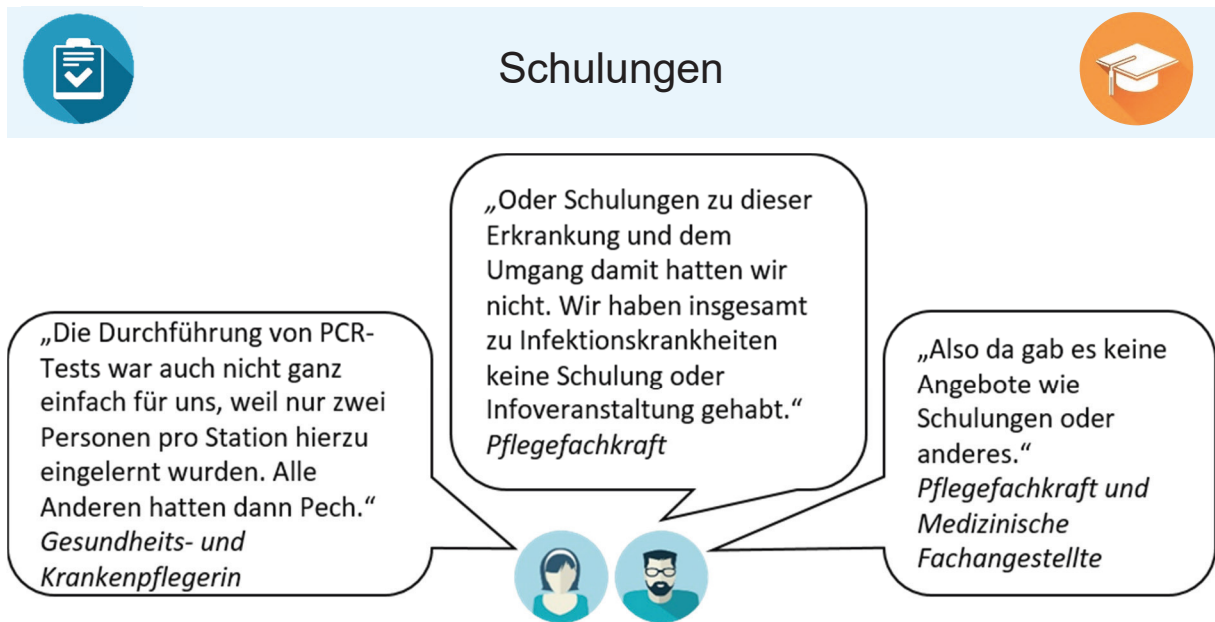 Schulungen
„Die Durchführung von PCR-
Tests war auch nicht ganz
einfach für uns, weil nur zwei
Personen pro Station hierzu
eingelernt wurden. Alle
Anderen hatten dann Pech.“
Gesundheits- und
Krankenpflegerin
„Oder Schulungen zu dieser
Erkrankung und dem
Umgang damit hatten wir
nicht. Wir haben insgesamt
zu Infektionskrankheiten
keine Schulung oder
Infoveranstaltung gehabt.“
Pflegefachkraft
„Also da gab es keine
Angebote wie
Schulungen oder
anderes.“
Pflegefachkraft und
Medizinische
Fachangestellte